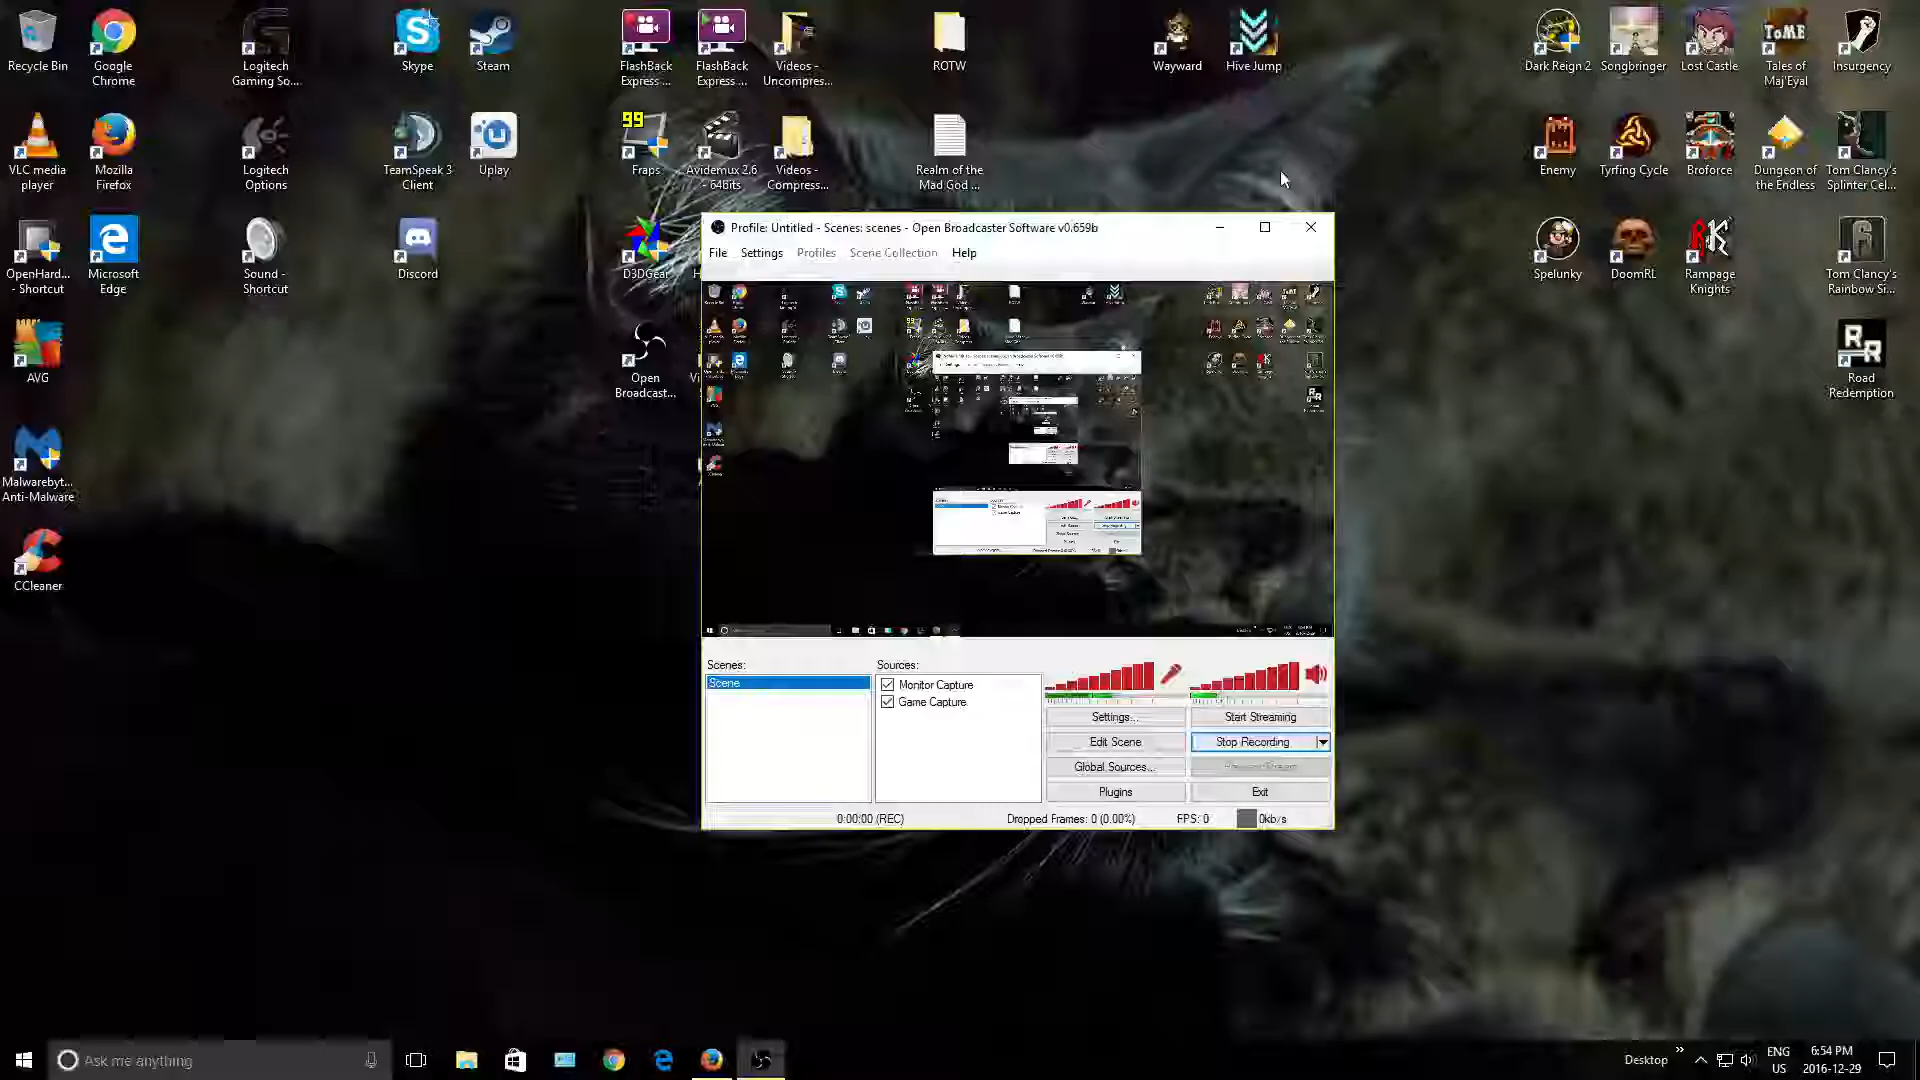 Recycle Bin
Google
Chrome
Logitech
Gaming So...
Skype
Steam
FlashBack
Express ...
FlashBack
Express ...
Videos -
Uncompres...
ROTW
Wayward
Hive Jump
Dark Reign 2
Songbringer
Lost Castle
Tales of
Maj'Eyal
Insurgency
VLC media
player
Mozilla
Firefox
Logitech
Options
TeamSpeak 3
Client
Uplay
99
Fraps
Avidemux 2.6
- 64bits
Videos -
Compress...
Realm of the
Mad God ...
Enemy
Tyrfing Cycle
Broforce
Dungeon of
the Endless
Tom Clancy's
Splinter Cel...
OpenHard...
- Shortcut
Microsoft
Edge
Sound -
Shortcut
Discord
D3DGear
Spelunky
DoomRL
Rampage
Knights
Tom Clancy's
Rainbow Si...
AVG
Open
Broadcast...
Road
Redemption
Malwarebyt...
Anti-Malware
CCleaner
Profile: Untitled - Scenes: scenes - Open Broadcaster Software v0.659b
File Settings Profiles Scene Collection Help
Scenes:
Sources:
Scene
Monitor Capture
Game Capture
Settings...
Start Streaming
Edit Scene
Stop Recording
Global Sources...
Plugins
Exit
0:00:00 (REC)
Dropped Frames: 0 (0.00%)
FPS: 0
0kb/s
Ask me anything
Desktop
ENG
US
6:54 PM
2016-12-29